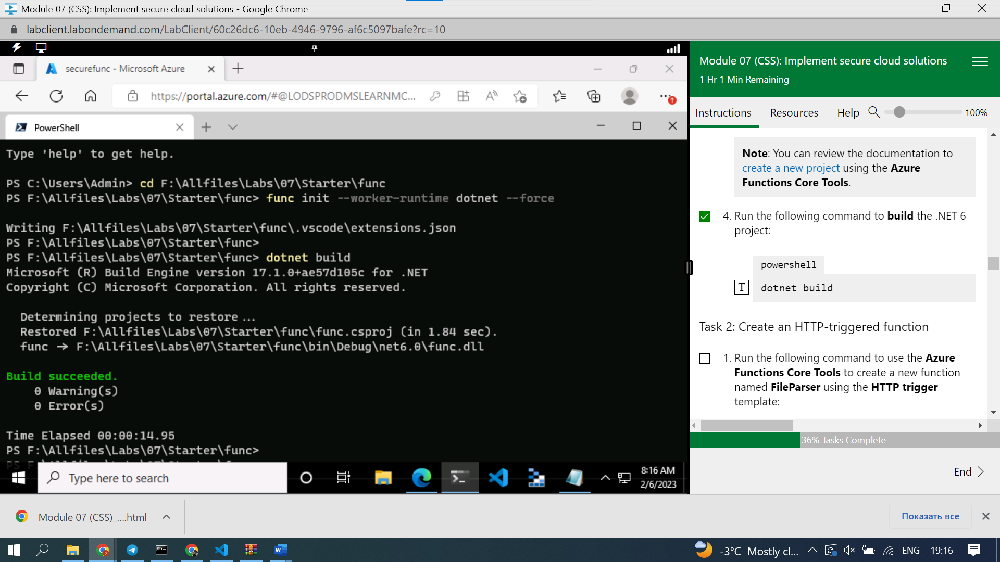 Module 07 (CSS): Implement secure cloud solutions - Google Chrome
labclient.labondemand.com/LabClient/60c26dc6-10eb-4946-9796-af6c5097bafe?rc=10
securefunc - Microsoft Azure
https://portal.azure.com/#@LODSPRODMSLEARNMC...
PowerShell
Type 'help' to get help.
PS C:\Users\Admin> cd F:\Allfiles\Labs\07\Starter\func
PS F:\Allfiles\Labs\07\Starter\func> func init --worker-runtime dotnet --force
Writing F:\Allfiles\Labs\07\Starter\func\.vscode\extensions.json
PS F:\Allfiles\Labs\07\Starter\func>
PS F:\Allfiles\Labs\07\Starter\func> dotnet build
Microsoft (R) Build Engine version 17.1.0+ae57d105c for .NET
Copyright (C) Microsoft Corporation. All rights reserved.
Determining projects to restore...
Restored F:\Allfiles\Labs\07\Starter\func\func.csproj (in 1.84 sec).
func -> F:\Allfiles\Labs\07\Starter\func\bin\Debug\net6.0\func.dll
Build succeeded.
0 Warning(s)
0 Error(s)
Time Elapsed 00:00:14.95
PS F:\Allfiles\Labs\07\Starter\func>
Type here to search
8:16 AM
2/6/2023
Module 07 (CSS): Implement secure cloud solutions
1 Hr 1 Min Remaining
Instructions Resources Help 100%
Note: You can review the documentation to
create a new project using the Azure
Functions Core Tools.
4. Run the following command to build the .NET 6
project:
powershell
T dotnet build
Task 2: Create an HTTP-triggered function
1. Run the following command to use the Azure
Functions Core Tools to create a new function
named FileParser using the HTTP trigger
template:
36% Tasks Complete
End
Module 07 (CSS)_....html
Показать все
-3°C Mostly cl... ENG 19:16